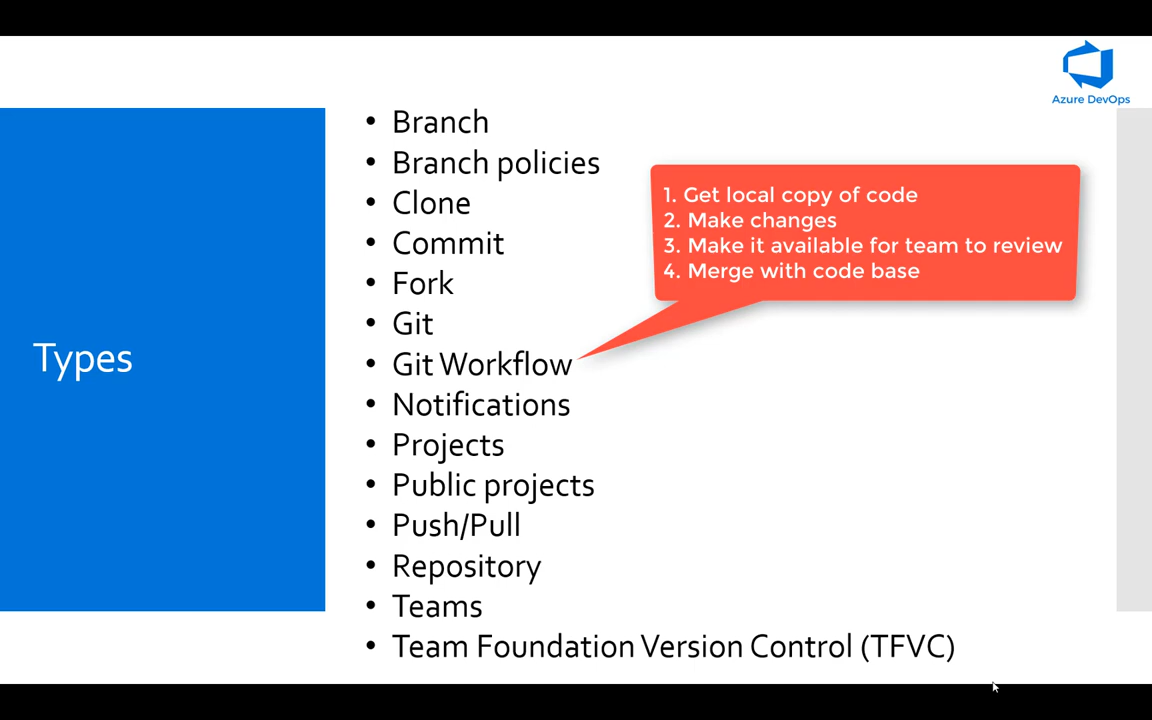 Azure DevOps
Types
• Branch
• Branch policies
• Clone
• Commit
• Fork
• Git
• Git Workflow
• Notifications
• Projects
• Public projects
• Push/Pull
• Repository
• Teams
• Team Foundation Version Control (TFVC)
1. Get local copy of code
2. Make changes
3. Make it available for team to review
4. Merge with code base